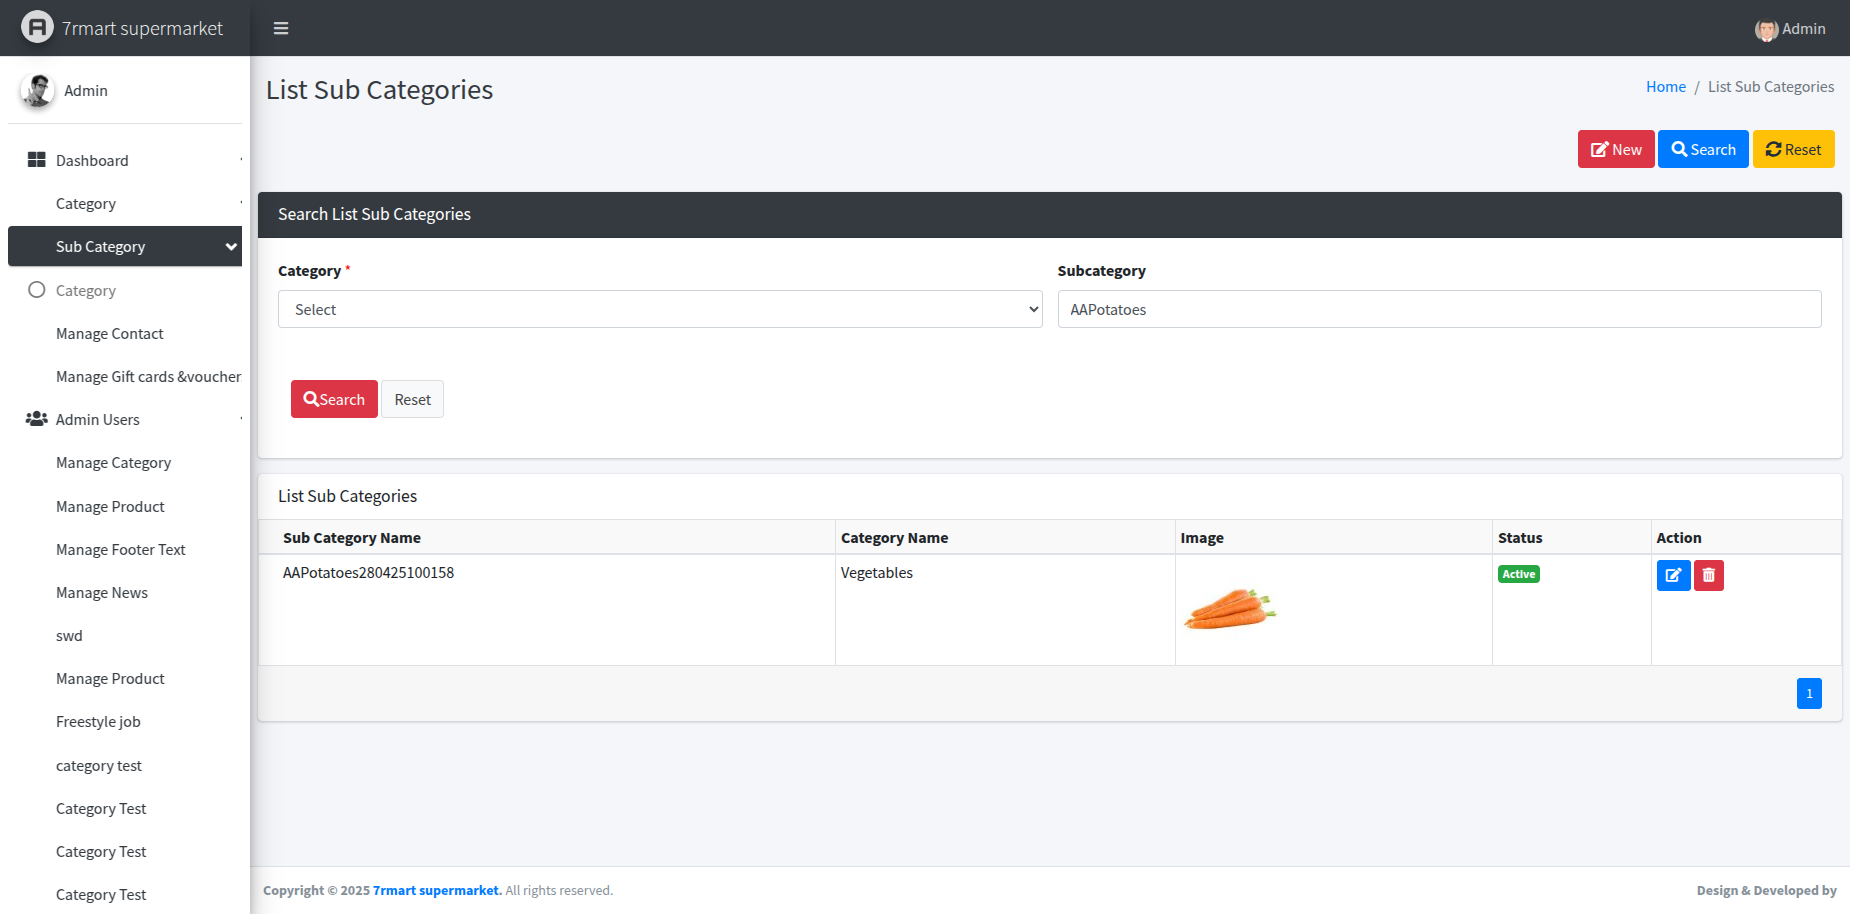 7rmart supermarket
Admin
Admin
List Sub Categories
Home / List Sub Categories
New
Search
Reset
Dashboard
Category
Sub Category
Category
Manage Contact
Manage Gift cards &voucher
Admin Users
Manage Category
Manage Product
Manage Footer Text
Manage News
swd
Manage Product
Freestyle job
category test
Category Test
Category Test
Category Test
Search List Sub Categories
Category *
Subcategory
Select
AAPotatoes
Search
Reset
List Sub Categories
Sub Category Name Category Name Image Status Action
AAPotatoes280425100158 Vegetables Active
1
Copyright © 2025 7rmart supermarket. All rights reserved.
Design & Developed by